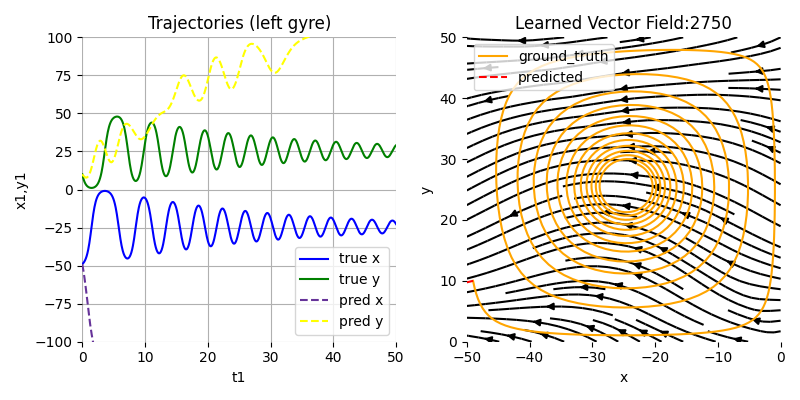 Trajectories (left gyre)
100
75
50
25
0
−25
−50
−75
−100
x1,y1
0
10
20
30
40
50
t1
true x
true y
pred x
pred y
Learned Vector Field:2750
50
40
30
20
10
0
y
−50
−40
−30
−20
−10
0
x
ground_truth
predicted